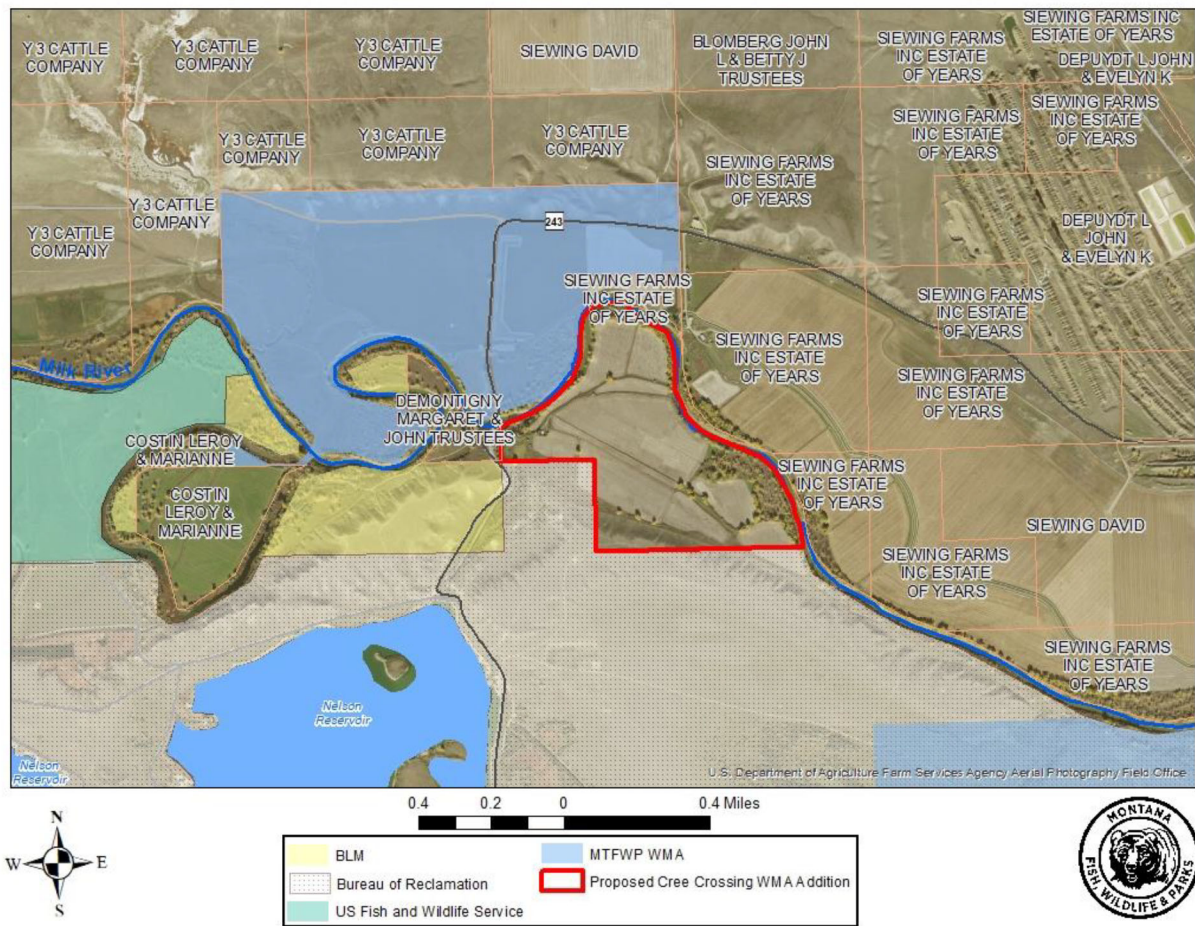 Y 3 CATTLE
COMPANY
Y 3 CATTLE
COMPANY
Y 3 CATTLE
COMPANY
SIEWING DAVID
BLOMBERG JOHN
L & BETTY J
TRUSTEES
SIEWING FARMS
INC ESTATE
OF YEARS
SIEWING FARMS INC
ESTATE OF YEARS
DEPUYDT L JOHN
& EVELYN K
Y 3 CATTLE
COMPANY
Y 3 CATTLE
COMPANY
Y 3 CATTLE
COMPANY
SIEWING FARMS
INC ESTATE
OF YEARS
SIEWING FARMS
INC ESTATE
OF YEARS
SIEWING FARMS
INC ESTATE
OF YEARS
Y 3 CATTLE
COMPANY
Y 3 CATTLE
COMPANY
243
DEPUYDT L
JOHN
& EVELYN K
SIEWING FARMS
INC ESTATE
OF YEARS
SIEWING FARMS
INC ESTATE
OF YEARS
SIEWING FARMS
INC ESTATE
OF YEARS
SIEWING FARMS
INC ESTATE
OF YEARS
Milk River
DEMONTIGNY
MARGARET &
JOHN TRUSTEES
COSTIN LEROY
& MARIANNE
COSTIN
LEROY &
MARIANNE
SIEWING FARMS
INC ESTATE
OF YEARS
SIEWING DAVID
SIEWING FARMS
INC ESTATE
OF YEARS
SIEWING FARMS
INC ESTATE
OF YEARS
Nelson
Reservoir
Nelson
Reservoir
U.S. Department of Agriculture Farm Services Agency Aerial Photography Field Office
0.4 0.2 0 0.4 Miles
N
W E
S
BLM
Bureau of Reclamation
US Fish and Wildlife Service
MTFWP WMA
Proposed Cree Crossing WMA Addition
MONTANA
FISH, WILDLIFE & PARKS